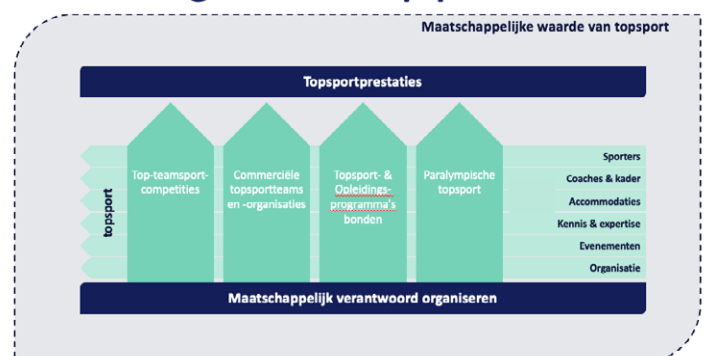 Maatschappelijke waarde van topsport
Topsportprestaties
topsport
Top-teamsport-
competities
Commerciële
topsportteams
en -organisaties
Topsport- &
Opleidings-
programma's
bonden
Paralympische
topsport
Sporters
Coaches & kader
Accommodaties
Kennis & expertise
Evenementen
Organisatie
Maatschappelijk verantwoord organiseren